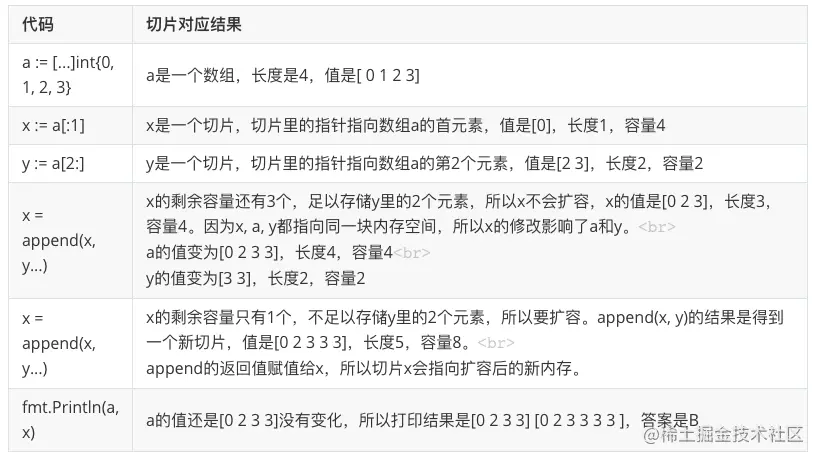 代码 切片对应结果
a := [...]int{0, a是一个数组，长度是4，值是[ 0 1 2 3]
1, 2, 3}
x := a[:1] x是一个切片，切片里的指针指向数组a的首元素，值是[0]，长度1，容量4
y := a[2:] y是一个切片，切片里的指针指向数组a的第2个元素，值是[2 3]，长度2，容量2
x =
append(x,
y...)
x的剩余容量还有3个，足以存储y里的2个元素，所以x不会扩容，x的值是[0 2 3]，长度3，
容量4。因为x, a, y都指向同一块内存空间，所以x的修改影响了a和y。<br>
a的值变为[0 2 3 3]，长度4，容量4<br>
y的值变为[3 3]，长度2，容量2
x =
append(x,
y...)
x的剩余容量只有1个，不足以存储y里的2个元素，所以要扩容。append(x, y)的结果是得到
一个新切片，值是[0 2 3 3 3]，长度5，容量8。<br>
append的返回值赋值给x，所以切片x会指向扩容后的新内存。
fmt.Println(a,
x)
a的值还是[0 2 3 3]没有变化，所以打印结果是[0 2 3 3] [0 2 3 3 3 3 ]，答案是B
@稀土掘金技术社区